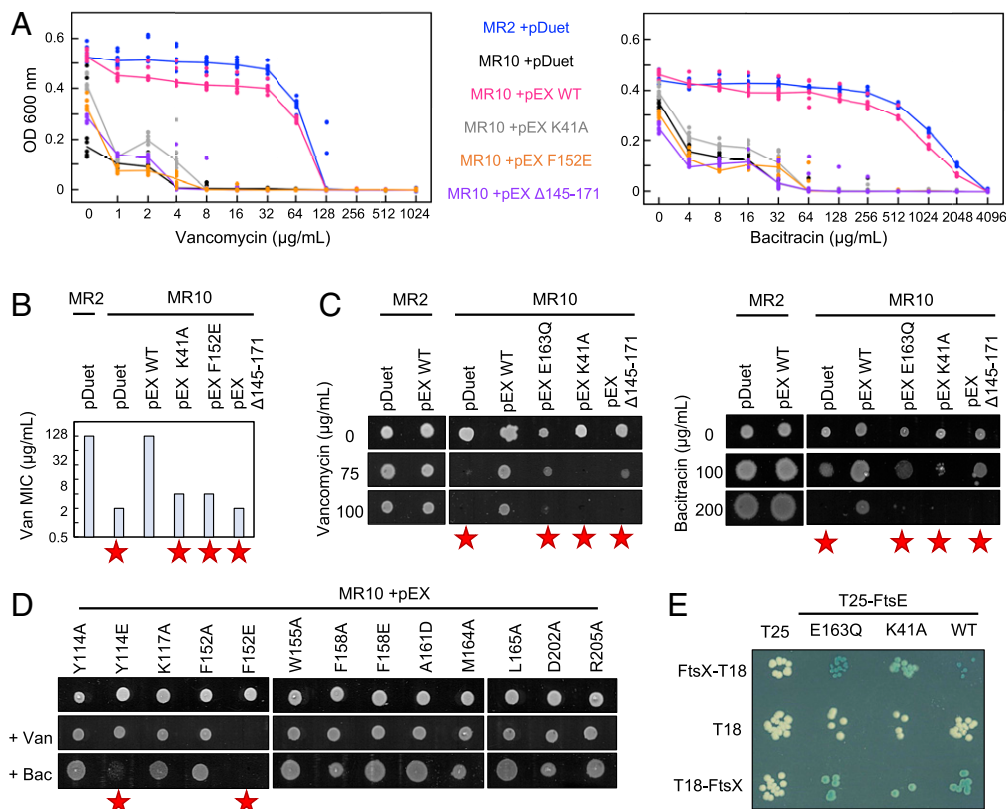 A
OD 600 nm
0.6
0.4
0.2
0
0 1 2 4 8 16 32 64 128 256 512 1024
Vancomycin (µg/mL)
MR2 +pDuet
MR10 +pDuet
MR10 +pEX WT
MR10 +pEX K41A
MR10 +pEX F152E
MR10 +pEX Δ145-171
0.6
0.4
0.2
0
0 4 8 16 32 64 128 256 512 1024 2048 4096
Bacitracin (µg/mL)
B
MR2 MR10
pDuet
pDuet
pEX WT
pEX K41A
pEX F152E
pEX Δ145-171
Van MIC (µg/mL)
128
32
8
2
0.5
C
MR2 MR10
pDuet
pEX WT
pDuet
pEX WT
pEX E163Q
pEX K41A
pEX Δ145-171
Vancomycin (µg/mL)
0
75
100
MR2 MR10
pDuet
pEX WT
pDuet
pEX WT
pEX E163Q
pEX K41A
pEX Δ145-171
Bacitracin (µg/mL)
0
100
200
D
MR10 +pEX
Y114A
Y114E
K117A
F152A
F152E
W155A
F158A
F158E
A161D
M164A
L165A
D202A
R205A
+ Van
+ Bac
E
T25-FtsE
T25 E163Q K41A WT
FtsX-T18
T18
T18-FtsX